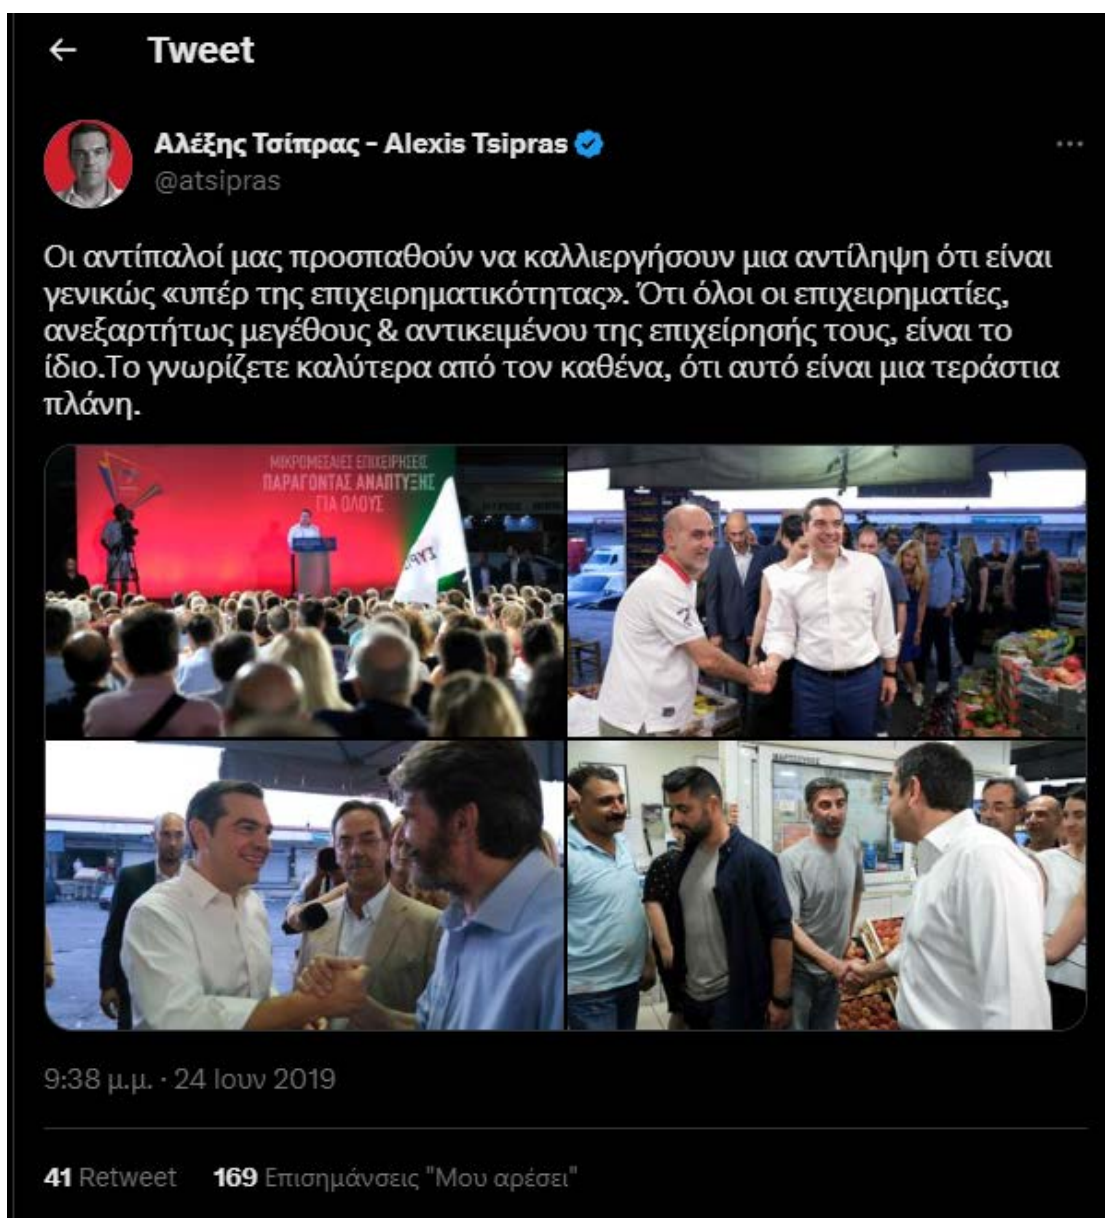 Tweet
Αλέξης Τσίπρας - Alexis Tsipras
@atsipras
Οι αντίπαλοί μας προσπαθούν να καλλιεργήσουν μια αντίληψη ότι είναι
γενικώς «υπέρ της επιχειρηματικότητας». Ότι όλοι οι επιχειρηματίες,
ανεξαρτήτως μεγέθους & αντικειμένου της επιχείρησής τους, είναι το
ίδιο.Το γνωρίζετε καλύτερα από τον καθένα, ότι αυτό είναι μια τεράστια
πλάνη.
ΜΙΚΡΟΜΕΣΑΙΕΣ ΕΠΙΧΕΙΡΗΣΕΙΣ
ΠΑΡΑΓΟΝΤΑΣ ΑΝΑΠΤΥΞΗΣ
ΓΙΑ ΟΛΟΥΣ
ΣΥΡΙ
9:38 μ.μ. · 24 Ιουν 2019
41 Retweet 169 Επισημάνσεις "Μου αρέσει"